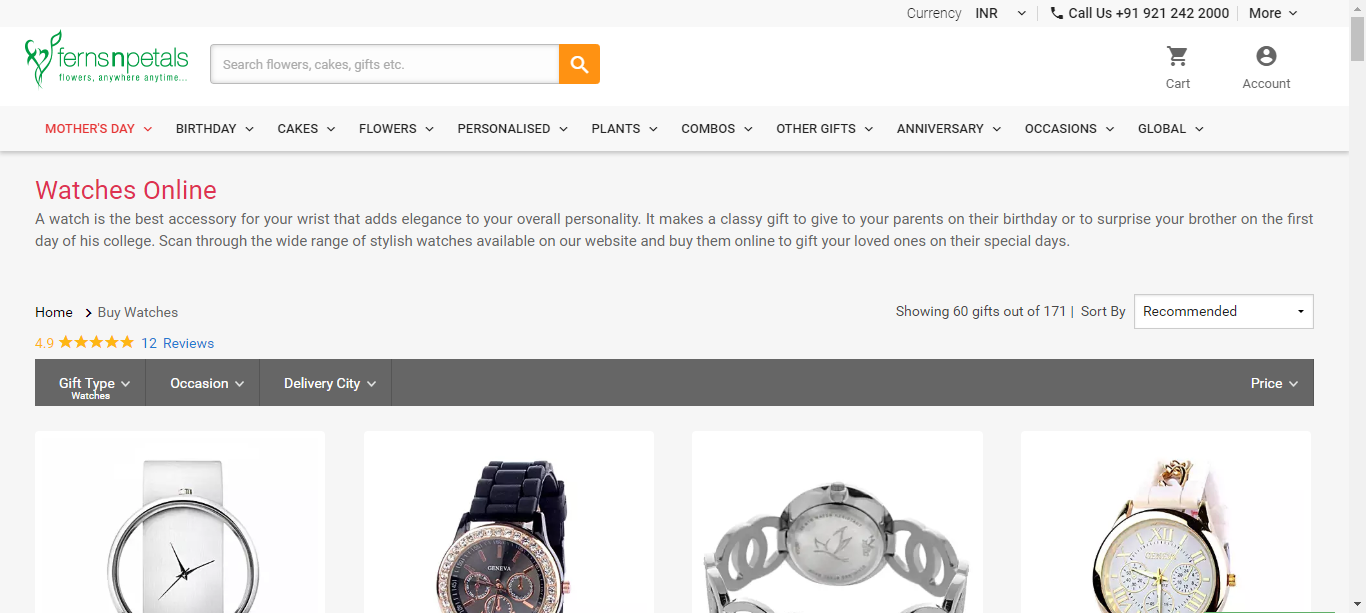 Currency INR Call Us +91 921 242 2000 More
fernsnpetals
flowers, anywhere anytime...
Search flowers, cakes, gifts etc.
Cart Account
MOTHER'S DAY BIRTHDAY CAKES FLOWERS PERSONALISED PLANTS COMBOS OTHER GIFTS ANNIVERSARY OCCASIONS GLOBAL
Watches Online
A watch is the best accessory for your wrist that adds elegance to your overall personality. It makes a classy gift to give to your parents on their birthday or to surprise your brother on the first
day of his college. Scan through the wide range of stylish watches available on our website and buy them online to gift your loved ones on their special days.
Home Buy Watches
Showing 60 gifts out of 171 | Sort By Recommended
4.9 12 Reviews
Gift Type Occasion Delivery City Price
Watches
GENEVA
GENEVA